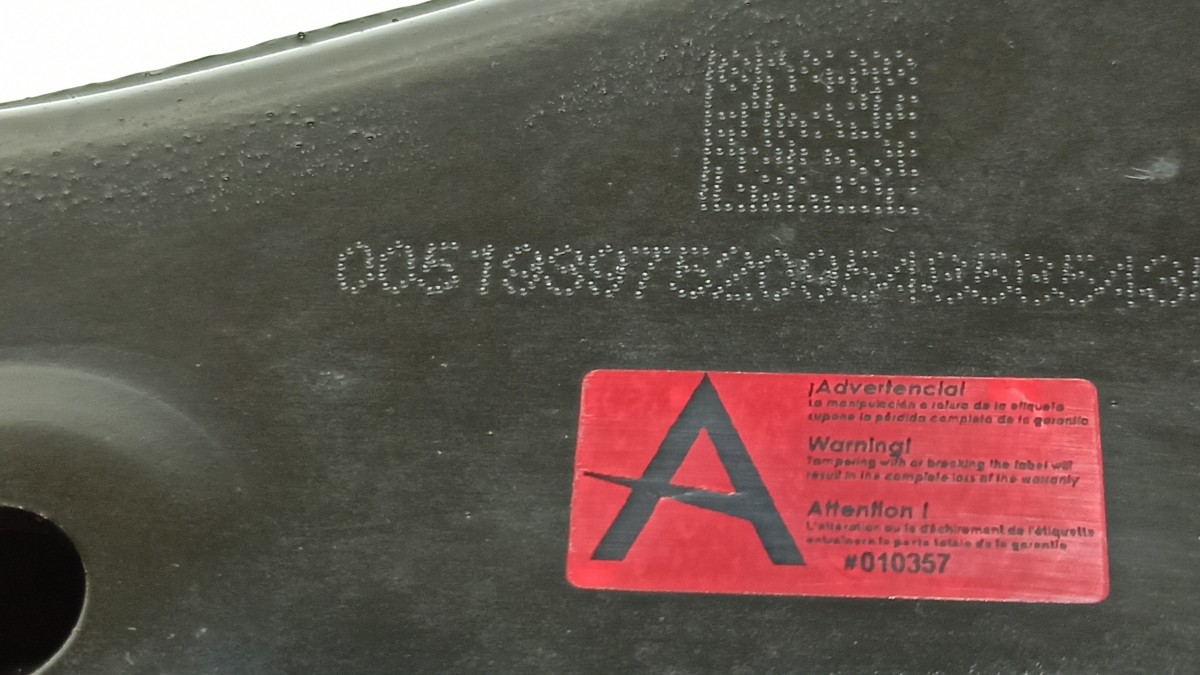 ¡Advertencia!
La manipulación o rotura de la etiqueta
supone la pérdida completa de la garantía
Warning!
Tampering with or breaking the label will
result in the complete loss of the warranty
Attention !
L'altération ou le déchirement de l'étiquette
entraînera la perte totale de la garantie
#010357